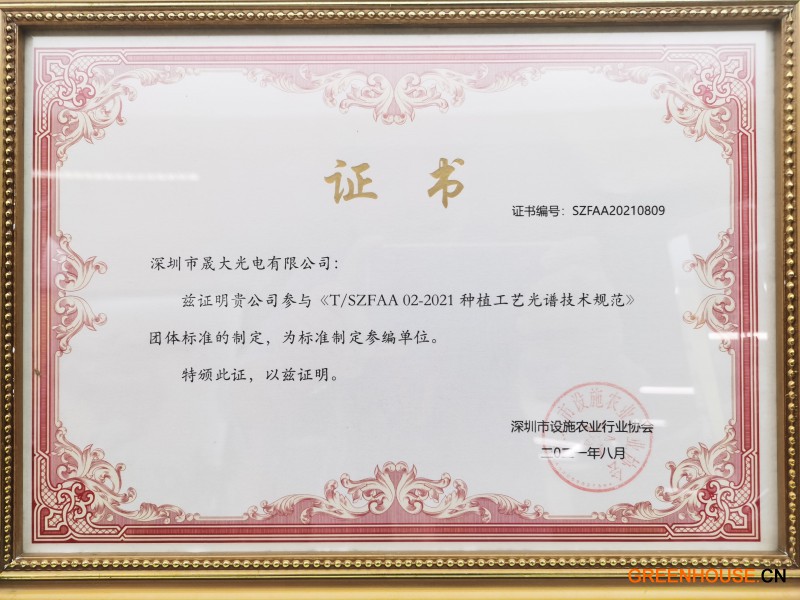 证书
证书编号：SZFAA20210809
深圳市晟大光电有限公司：
兹证明贵公司参与《T/SZFAA 02-2021 种植工艺光谱技术规范》
团体标准的制定，为标准制定参编单位。
特颁此证，以兹证明。
深圳市设施农业行业协会
二〇二一年八月
GREENHOUSE.CN